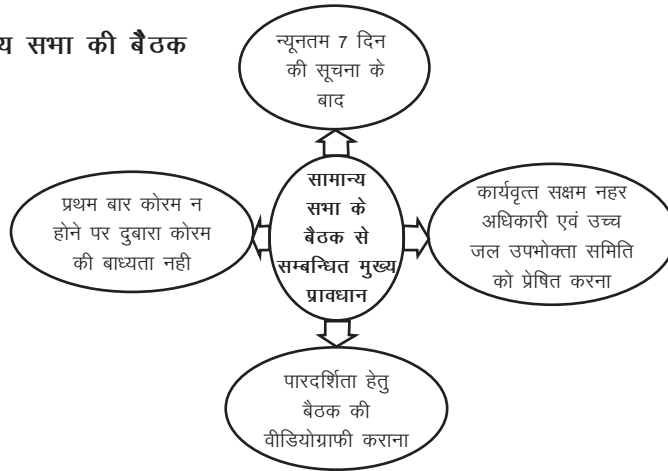 सभा की बैठक
न्यूनतम 7 दिन
की सूचना के
बाद
प्रथम बार कोरम न
होने पर दुबारा कोरम
की बाध्यता नही
सामान्य
सभा के
बैठक से
सम्बन्धित मुख्य
प्रावधान
कार्यवृत्त सक्षम नहर
अधिकारी एवं उच्च
जल उपभोक्ता समिति
को प्रेषित करना
पारदर्शिता हेतु
बैठक की
वीडियोग्राफी कराना